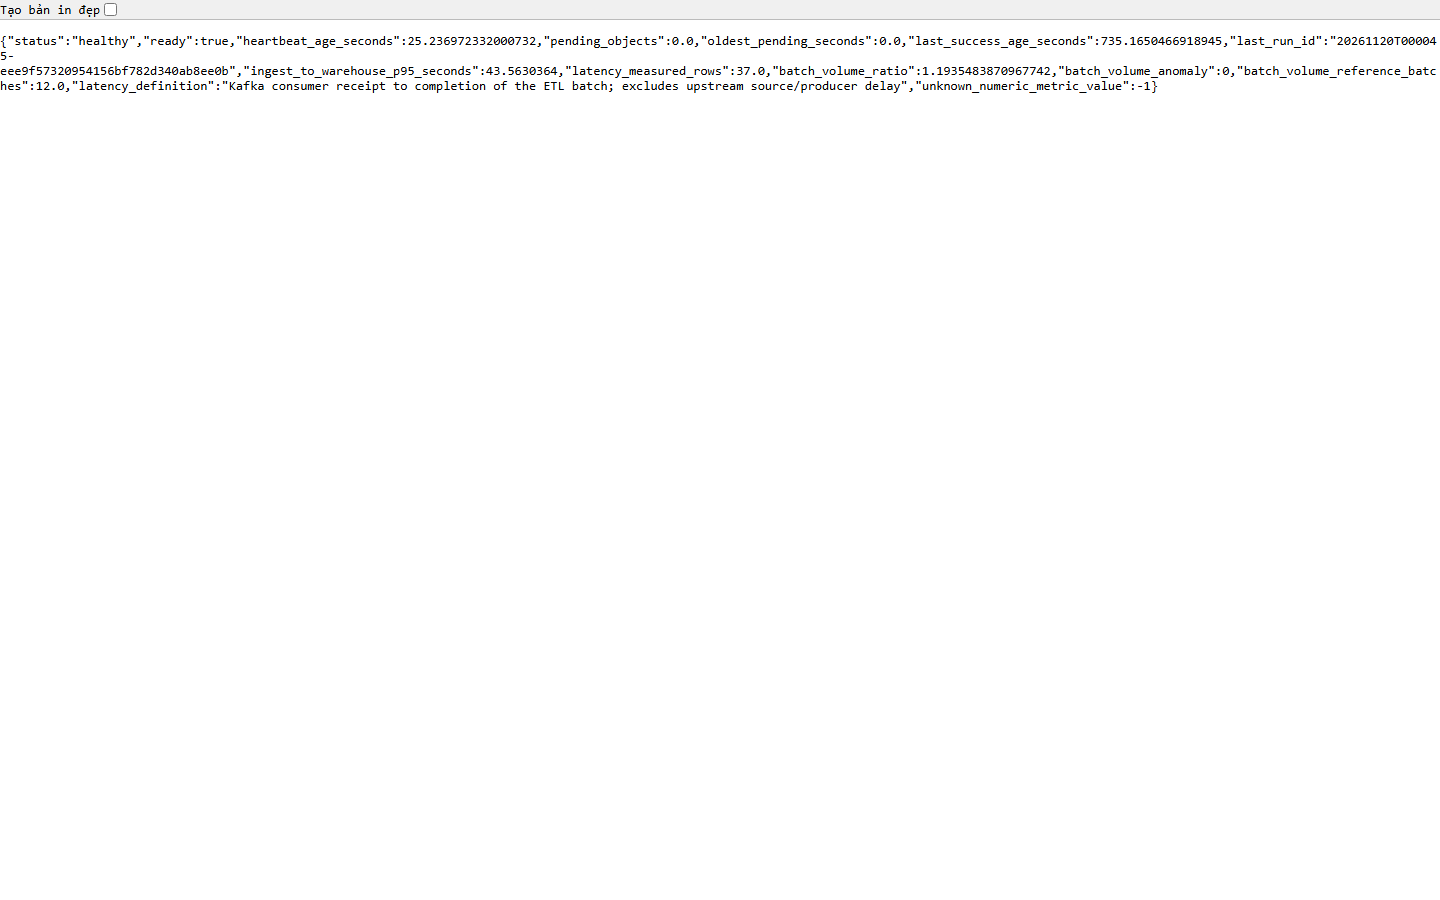 Tạo bản in đẹp
{"status":"healthy","ready":true,"heartbeat_age_seconds":25.236972332000732,"pending_objects":0.0,"oldest_pending_seconds":0.0,"last_success_age_seconds":735.1650466918945,"last_run_id":"20261120T000045-
eee9f57320954156bf782d340ab8ee0b","ingest_to_warehouse_p95_seconds":43.5630364,"latency_measured_rows":37.0,"batch_volume_ratio":1.1935483870967742,"batch_volume_anomaly":0,"batch_volume_reference_batc
hes":12.0,"latency_definition":"Kafka consumer receipt to completion of the ETL batch; excludes upstream source/producer delay","unknown_numeric_metric_value":-1}